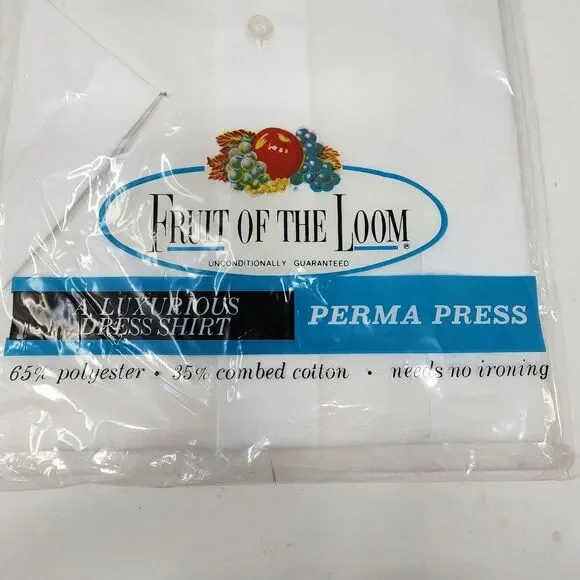 FRUIT OF THE LOOM ®
UNCONDITIONALLY GUARANTEED
A LUXURIOUS
DRESS SHIRT
PERMA PRESS
65% polyester • 35% combed cotton • needs no ironing